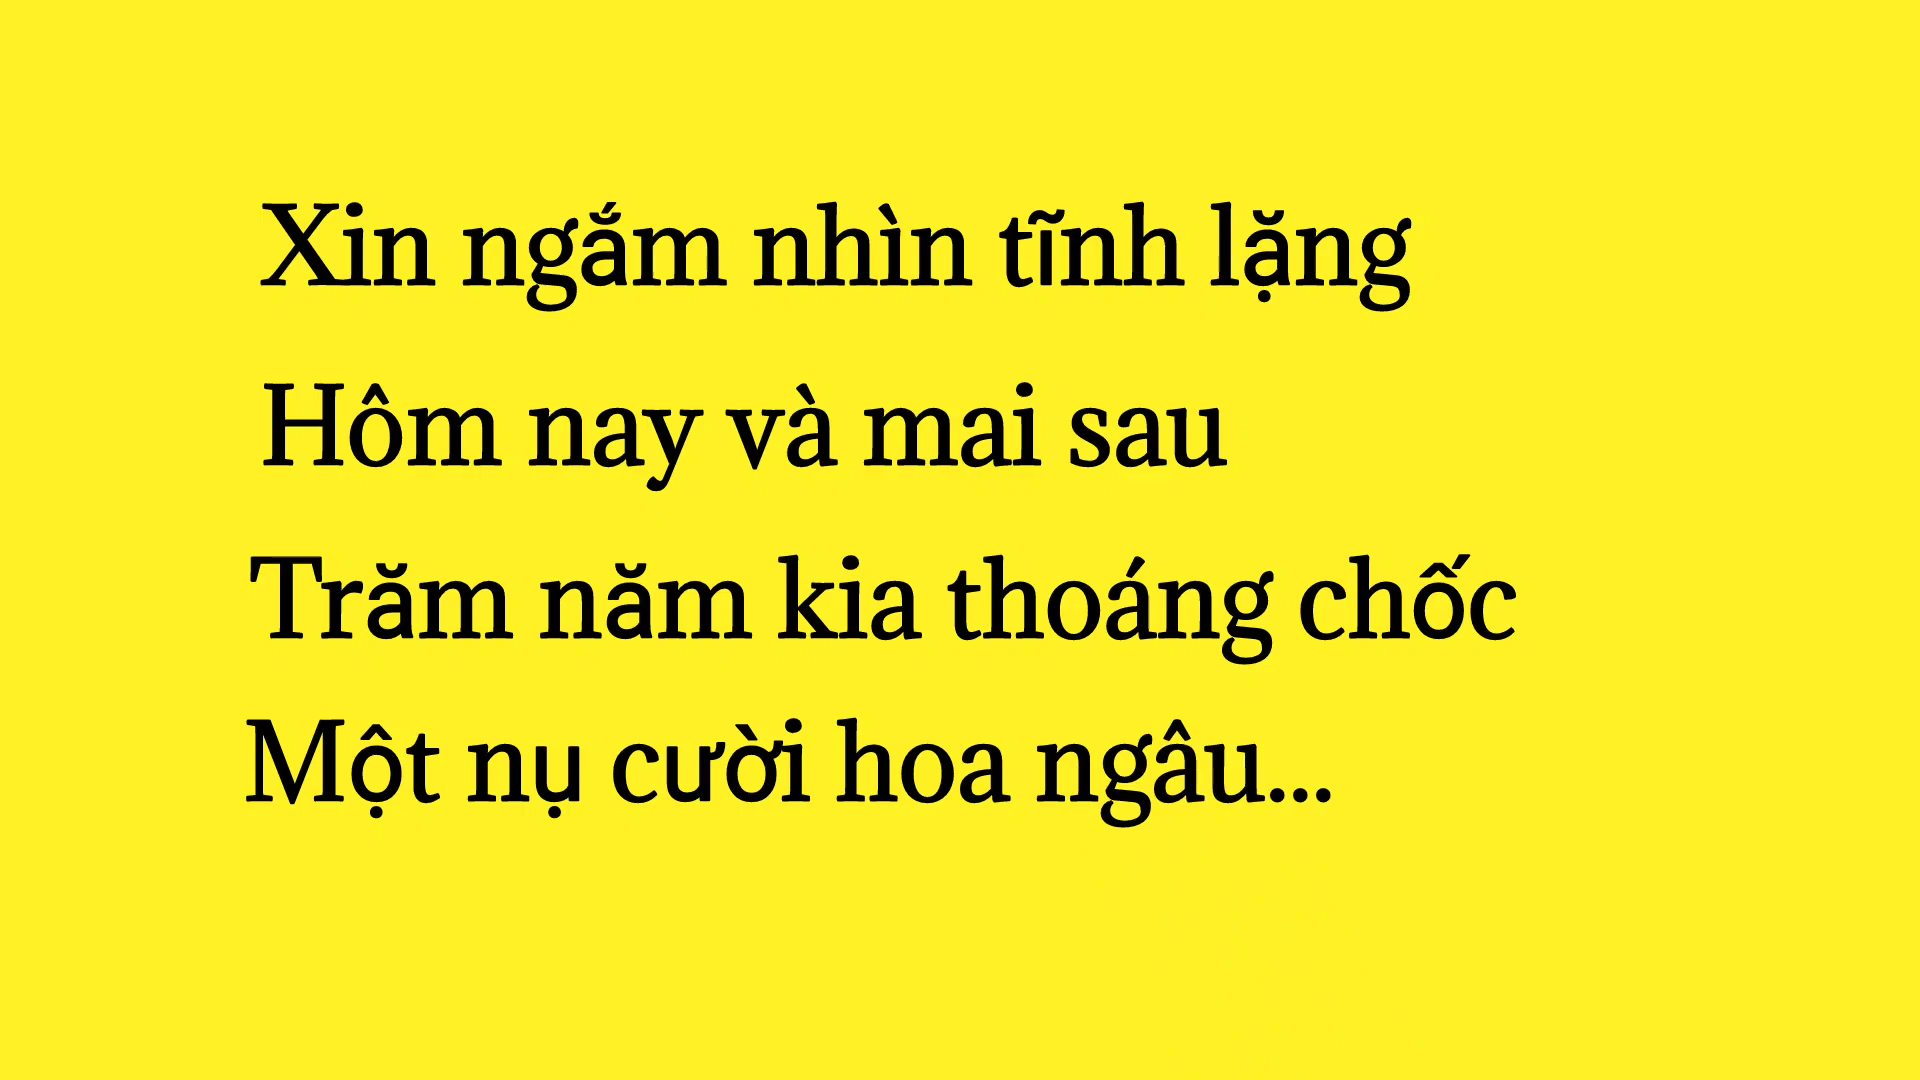 Xin ngắm nhìn tĩnh lặng
Hôm nay và mai sau
Trăm năm kia thoáng chốc
Một nụ cười hoa ngâu...